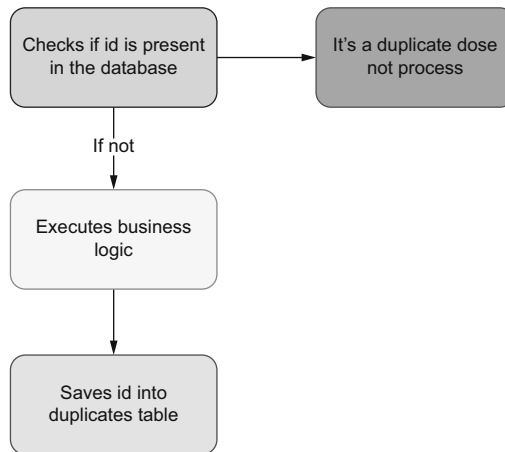 Checks if id is present
in the database
It's a duplicate dose
not process
If not
Executes business
logic
Saves id into
duplicates table